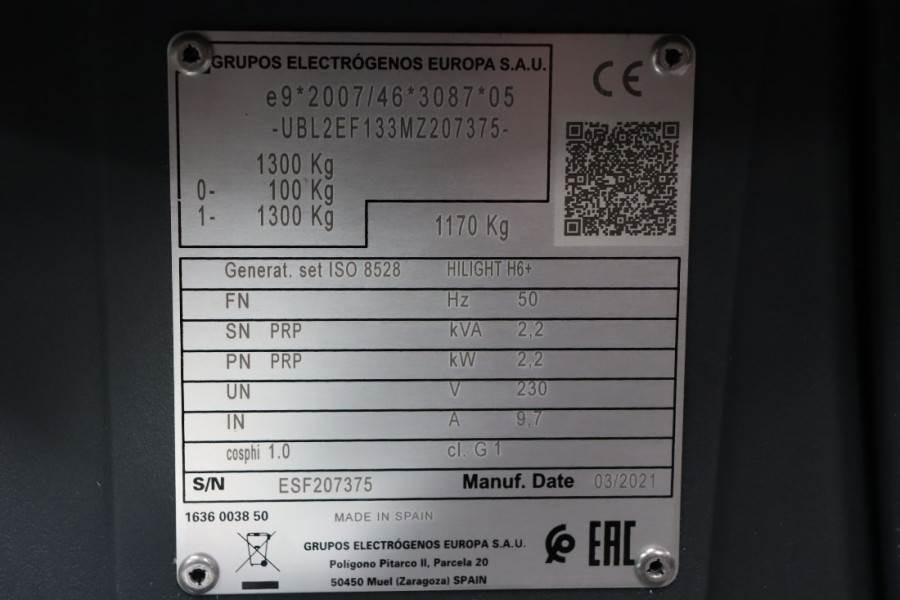 GRUPOS ELECTRÓGENOS EUROPA S.A.U.
e9*2007/46*3087*05
-UBL2EF133MZ207375-
1300 Kg
0- 100 Kg
1- 1300 Kg
1170 Kg
CE
Generat. set ISO 8528 HILIGHT H6+
FN Hz 50
SN PRP kVA 2,2
PN PRP kW 2,2
UN V 230
IN A 9,7
cosphi 1.0 cl. G 1
S/N ESF207375 Manuf. Date 03/2021
1636 0038 50 MADE IN SPAIN
GRUPOS ELECTRÓGENOS EUROPA S.A.U.
Polígono Pitarco II, Parcela 20
50450 Muel (Zaragoza) SPAIN
EAC